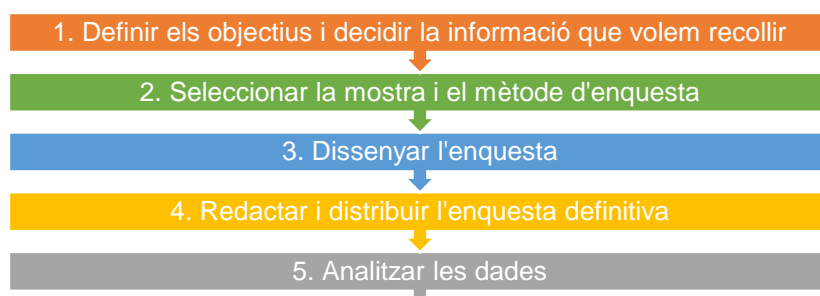 1. Definir els objectius i decidir la informació que volem recollir
2. Seleccionar la mostra i el mètode d'enquesta
3. Dissenyar l'enquesta
4. Redactar i distribuir l'enquesta definitiva
5. Analitzar les dades